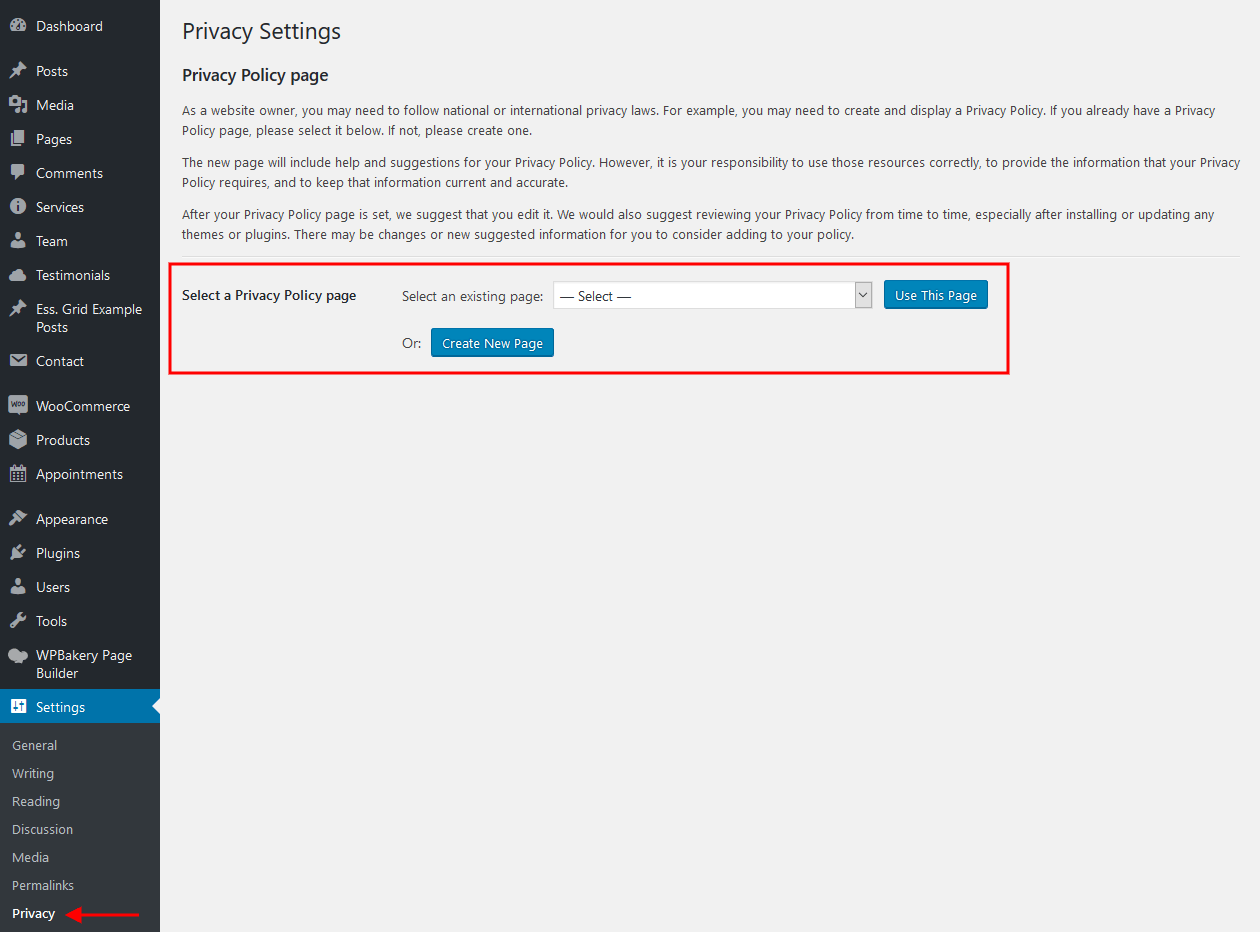 Dashboard
Posts
Media
Pages
Comments
Services
Team
Testimonials
Ess. Grid Example
Posts
Contact
Woo WooCommerce
Products
Appointments
Appearance
Plugins
Users
Tools
WPBakery Page
Builder
Settings
General
Writing
Reading
Discussion
Media
Permalinks
Privacy
Privacy Settings
Privacy Policy page
As a website owner, you may need to follow national or international privacy laws. For example, you may need to create and display a Privacy Policy. If you already have a Privacy
Policy page, please select it below. If not, please create one.
The new page will include help and suggestions for your Privacy Policy. However, it is your responsibility to use those resources correctly, to provide the information that your Privacy
Policy requires, and to keep that information current and accurate.
After your Privacy Policy page is set, we suggest that you edit it. We would also suggest reviewing your Privacy Policy from time to time, especially after installing or updating any
themes or plugins. There may be changes or new suggested information for you to consider adding to your policy.
Select a Privacy Policy page Select an existing page: — Select — Use This Page
Or: Create New Page